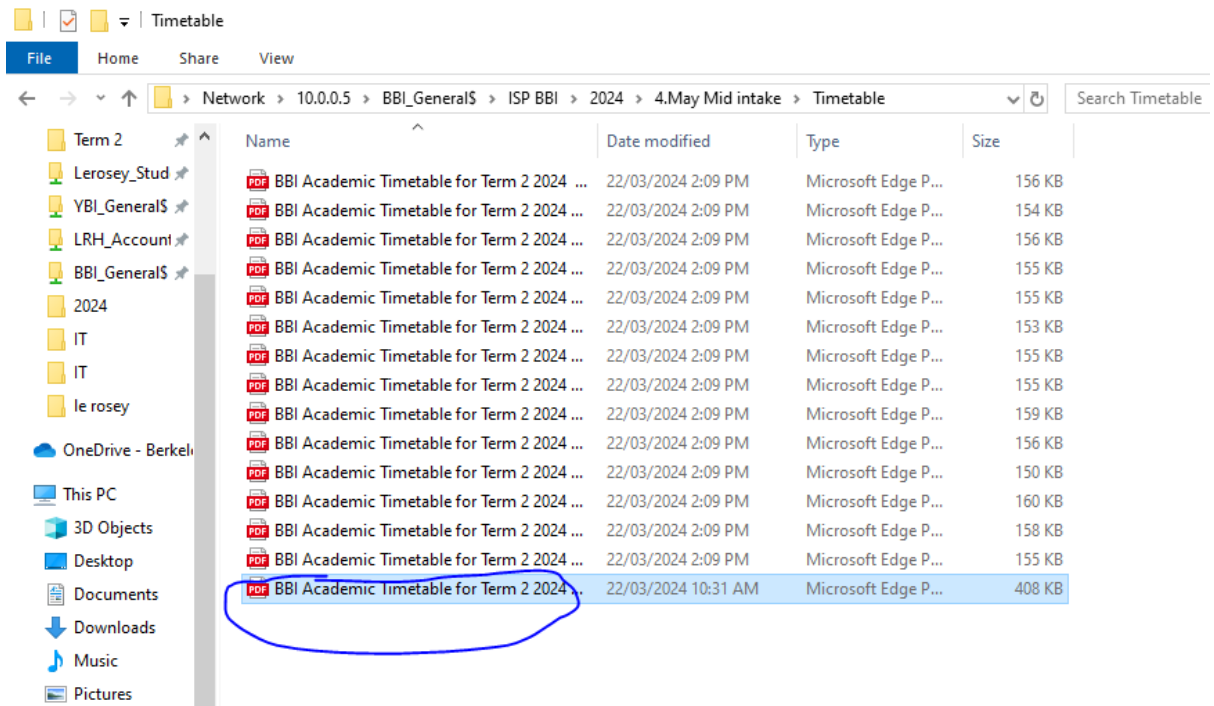 Timetable
File Home Share View
Network > 10.0.0.5 > BBI_General$ > ISP BBI > 2024 > 4.May Mid intake > Timetable
Search Timetable
Term 2
Lerosey_Stud
YBI_General$
LRH_Account
BBI_General$
2024
IT
IT
le rosey
OneDrive - Berkel
This PC
3D Objects
Desktop
Documents
Downloads
Music
Pictures
Name Date modified Type Size
PDF BBI Academic Timetable for Term 2 2024 ... 22/03/2024 2:09 PM Microsoft Edge P... 156 KB
PDF BBI Academic Timetable for Term 2 2024 ... 22/03/2024 2:09 PM Microsoft Edge P... 154 KB
PDF BBI Academic Timetable for Term 2 2024 ... 22/03/2024 2:09 PM Microsoft Edge P... 156 KB
PDF BBI Academic Timetable for Term 2 2024 ... 22/03/2024 2:09 PM Microsoft Edge P... 155 KB
PDF BBI Academic Timetable for Term 2 2024 ... 22/03/2024 2:09 PM Microsoft Edge P... 155 KB
PDF BBI Academic Timetable for Term 2 2024 ... 22/03/2024 2:09 PM Microsoft Edge P... 153 KB
PDF BBI Academic Timetable for Term 2 2024 ... 22/03/2024 2:09 PM Microsoft Edge P... 155 KB
PDF BBI Academic Timetable for Term 2 2024 ... 22/03/2024 2:09 PM Microsoft Edge P... 155 KB
PDF BBI Academic Timetable for Term 2 2024 ... 22/03/2024 2:09 PM Microsoft Edge P... 159 KB
PDF BBI Academic Timetable for Term 2 2024 ... 22/03/2024 2:09 PM Microsoft Edge P... 156 KB
PDF BBI Academic Timetable for Term 2 2024 ... 22/03/2024 2:09 PM Microsoft Edge P... 150 KB
PDF BBI Academic Timetable for Term 2 2024 ... 22/03/2024 2:09 PM Microsoft Edge P... 160 KB
PDF BBI Academic Timetable for Term 2 2024 ... 22/03/2024 2:09 PM Microsoft Edge P... 158 KB
PDF BBI Academic Timetable for Term 2 2024 ... 22/03/2024 2:09 PM Microsoft Edge P... 155 KB
PDF BBI Academic Timetable for Term 2 2024 ... 22/03/2024 10:31 AM Microsoft Edge P... 408 KB